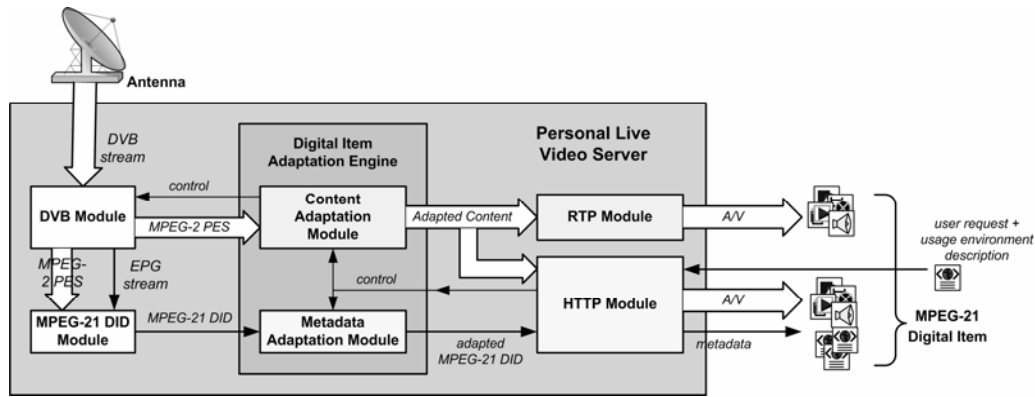 Antenna
DVB
stream
Digital Item
Adaptation Engine
Personal Live
Video Server
control
DVB Module
MPEG-2 PES
Content
Adaptation
Module
Adapted Content
RTP Module
A/V
user request +
usage environment
description
MPEG-
2 PES
EPG
stream
control
HTTP Module
A/V
MPEG-21
Digital Item
MPEG-21 DID
Module
MPEG-21 DID
Metadata
Adaptation Module
adapted
MPEG-21 DID
metadata